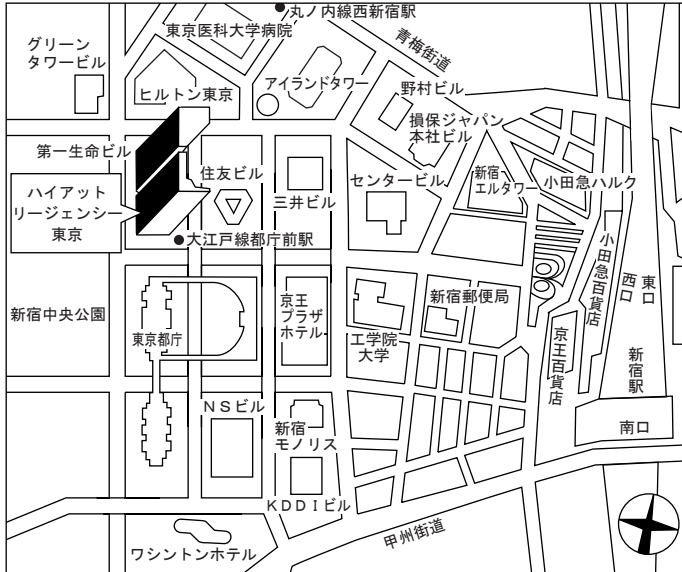 丸ノ内線西新宿駅
東京医科大学病院
青梅街道
グリーン
タワービル
ヒルトン東京
アイランドタワー
野村ビル
損保ジャパン
本社ビル
第一生命ビル
住友ビル
三井ビル
センタービル
新宿
エルタワー
小田急ハルク
ハイアット
リージェンシー
東京
大江戸線都庁前駅
小田急百貨店
西口
東口
新宿中央公園
東京都庁
京王
プラザ
ホテル
工学院
大学
新宿郵便局
京王百貨店
新宿駅
南口
NSビル
新宿
モノリス
KDDIビル
甲州街道
ワシントンホテル